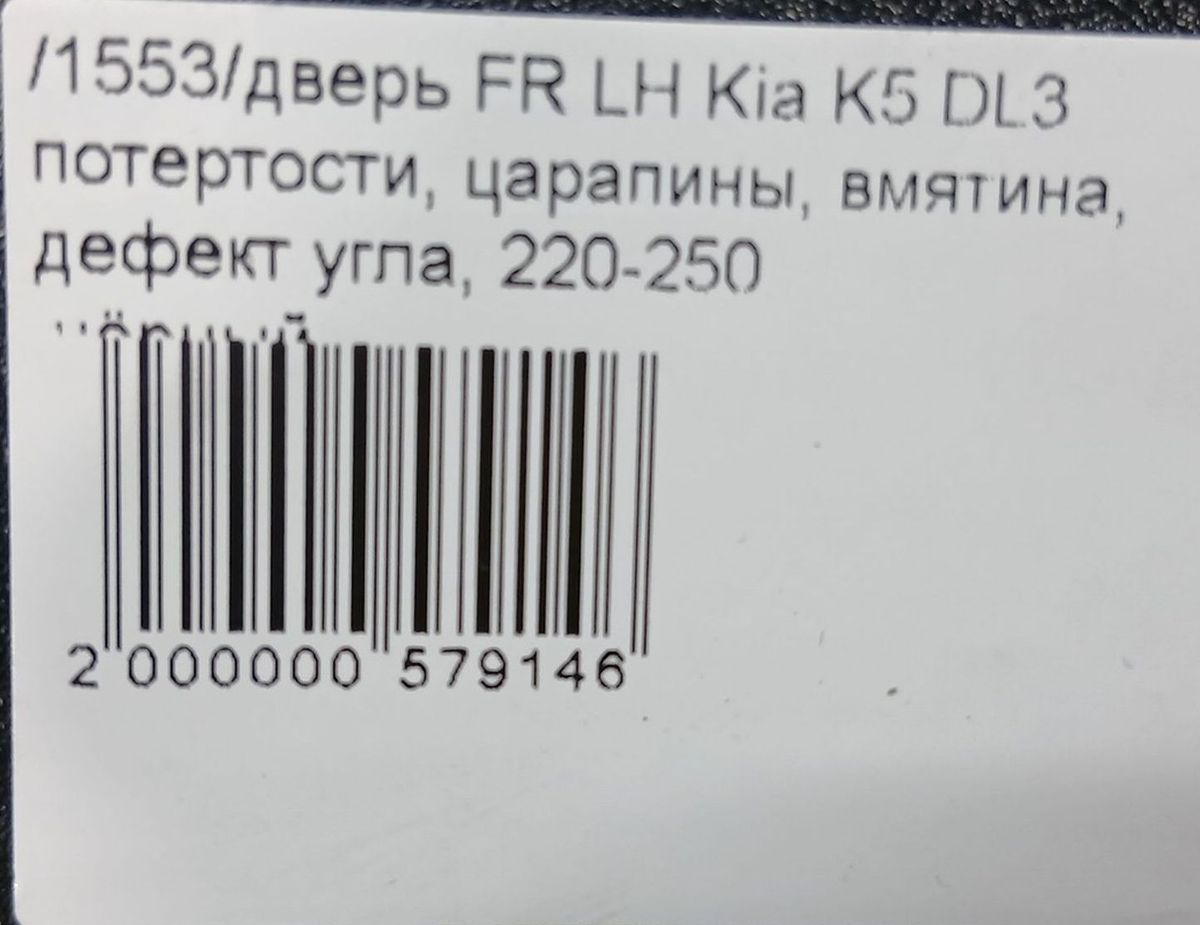 /1553/дверь FR LH Kia K5 DL3
потертости, царапины, вмятина,
дефект угла, 220-250
2 000000 579146